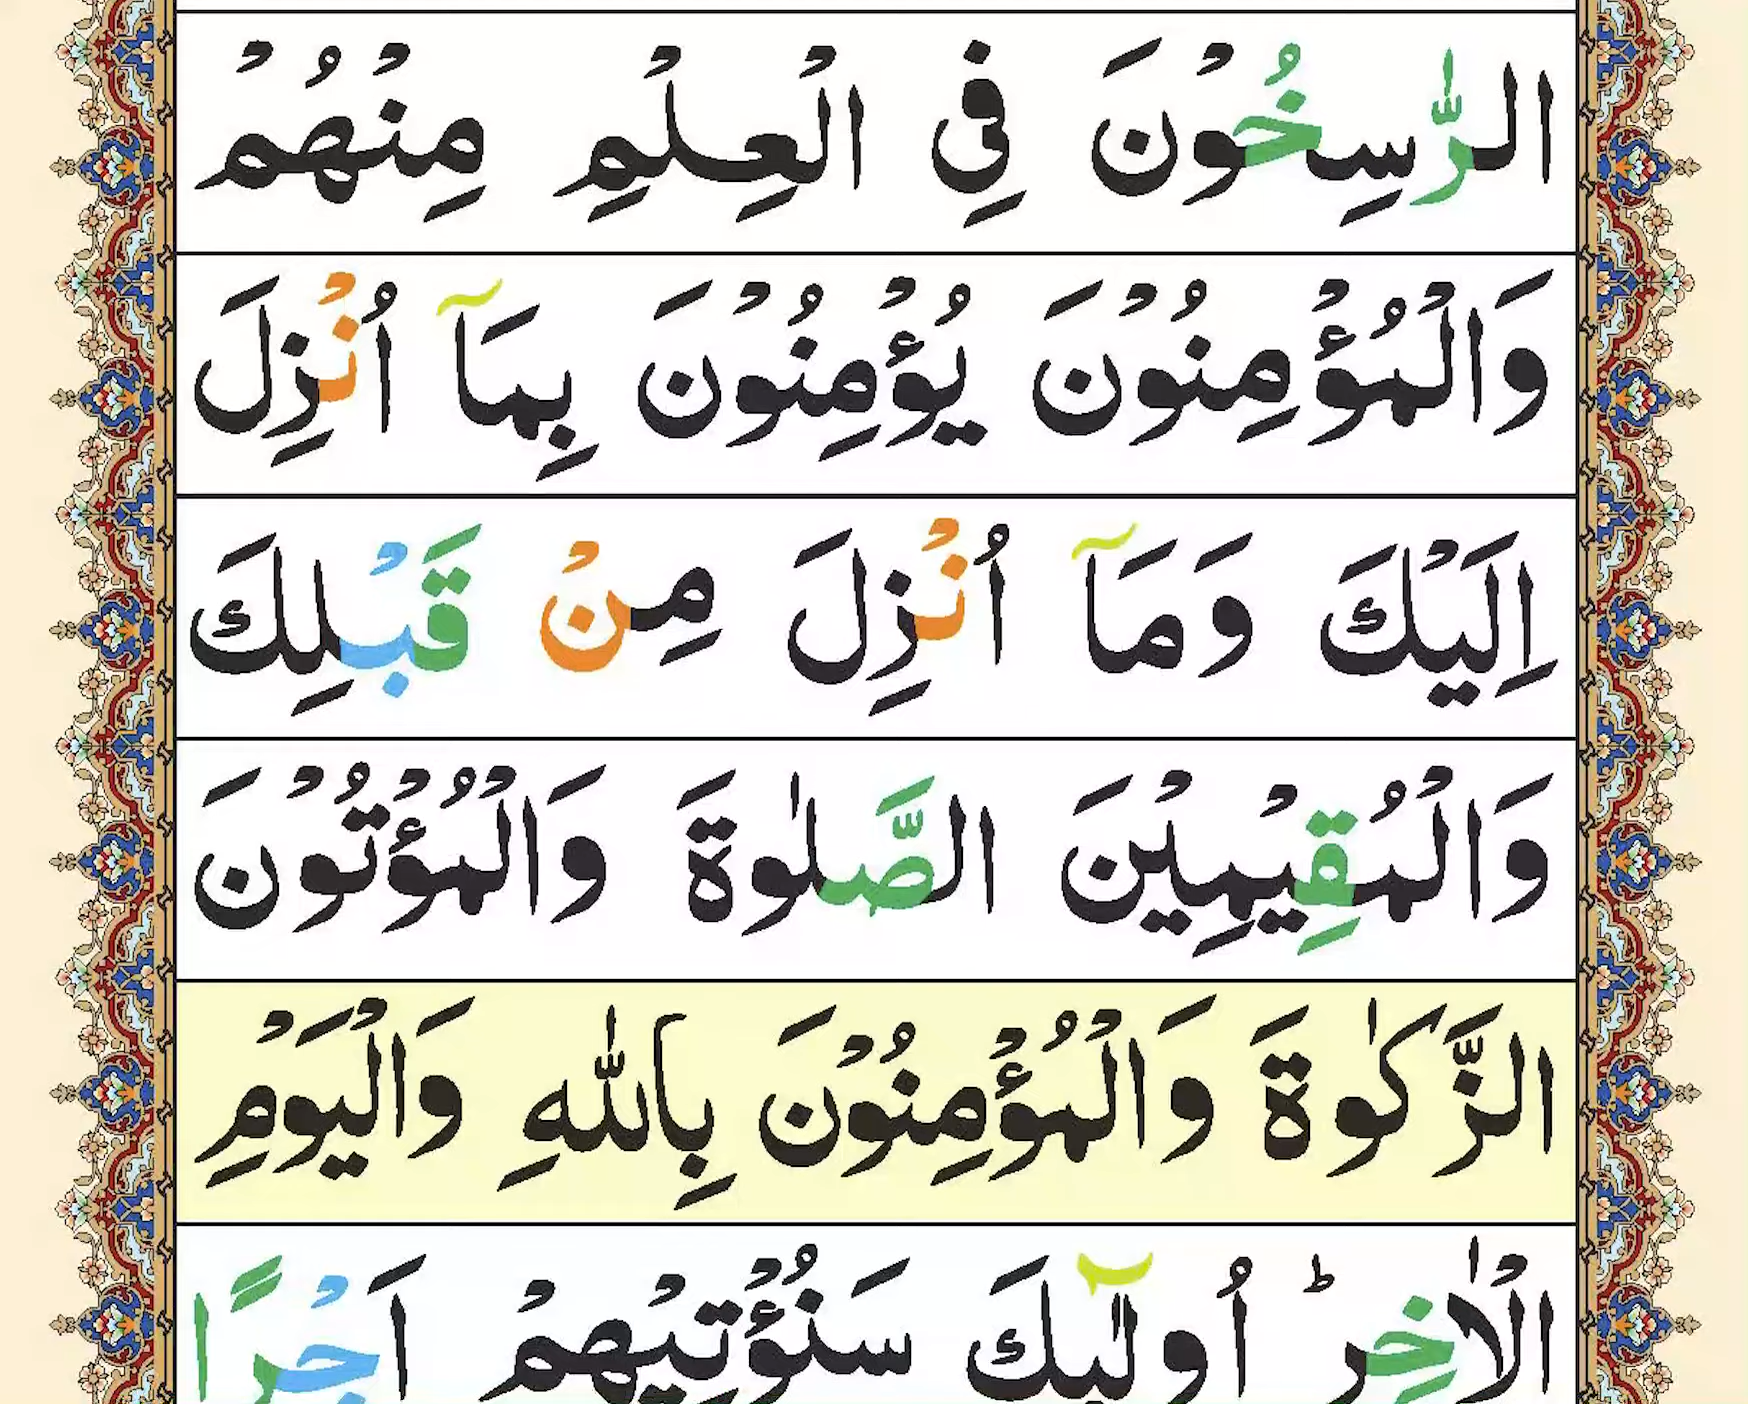 الرّٰسِخُوْنَ فِی الْعِلْمِ مِنْهُمْ
وَالْمُؤْمِنُوْنَ یُؤْمِنُوْنَ بِمَاۤ اُنْزِلَ
اِلَیْكَ وَمَاۤ اُنْزِلَ مِنْ قَبْلِكَ
وَالْمُقِیْمِیْنَ الصَّلٰوةَ وَالْمُؤْتُوْنَ
الزَّكٰوةَ وَالْمُؤْمِنُوْنَ بِاللّٰهِ وَالْیَوْمِ
الْاٰخِرِ ؕ اُولٰٓىِٕكَ سَنُؤْتِیْهِمْ اَجْرًا